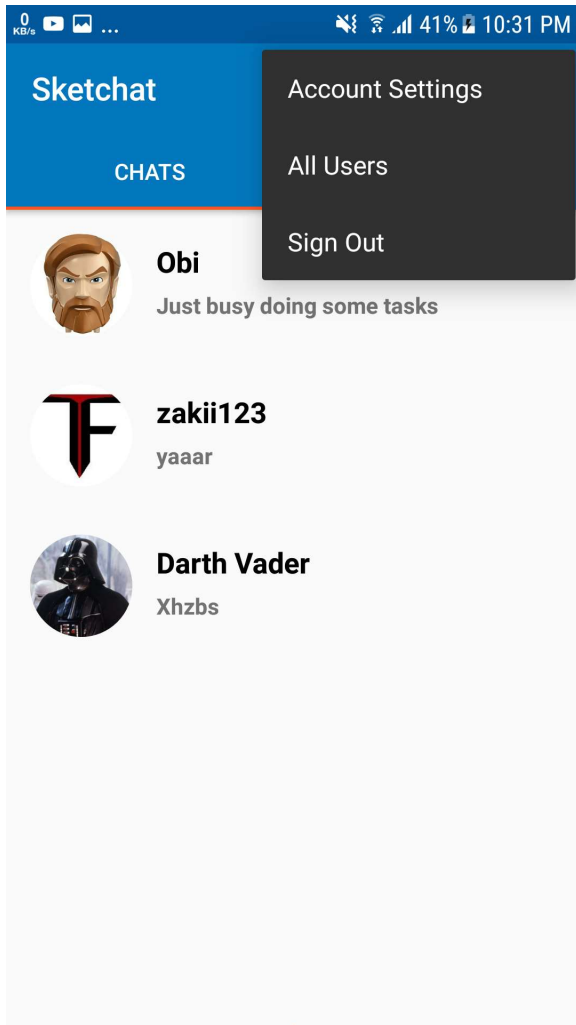 0 KB/s ... 41% 10:31 PM
Sketchat
Account Settings
CHATS
All Users
Sign Out
Obi
Just busy doing some tasks
zakii123
yaaar
Darth Vader
Xhzbs